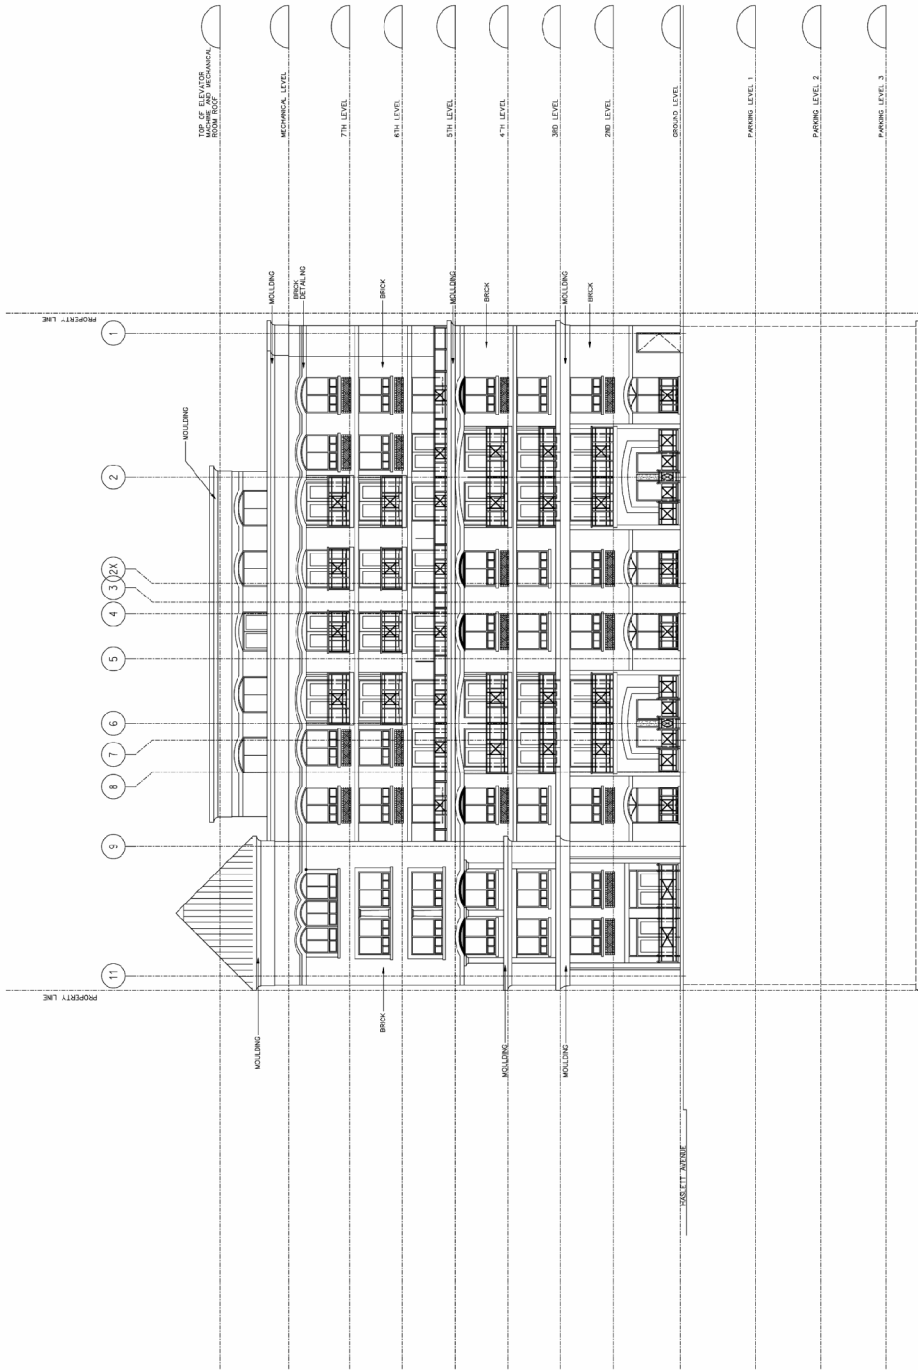 TOP OF ELEVATOR
MACHINE AND MECHANICAL
ROOM ROOF
MECHANICAL LEVEL
7TH LEVEL
6TH LEVEL
5TH LEVEL
4TH LEVEL
3RD LEVEL
2ND LEVEL
GROUND LEVEL
PARKING LEVEL 1
PARKING LEVEL 2
PARKING LEVEL 3
PROPERTY LINE
MOULDING
BRICK
DETAILING
BRICK
MOULDING
BRICK
MOULDING
BRICK
MOULDING
1
2
2X
3
4
5
6
7
8
9
11
PROPERTY LINE
MOULDING
BRICK
MOULDING
MOULDING
HASLETT AVENUE